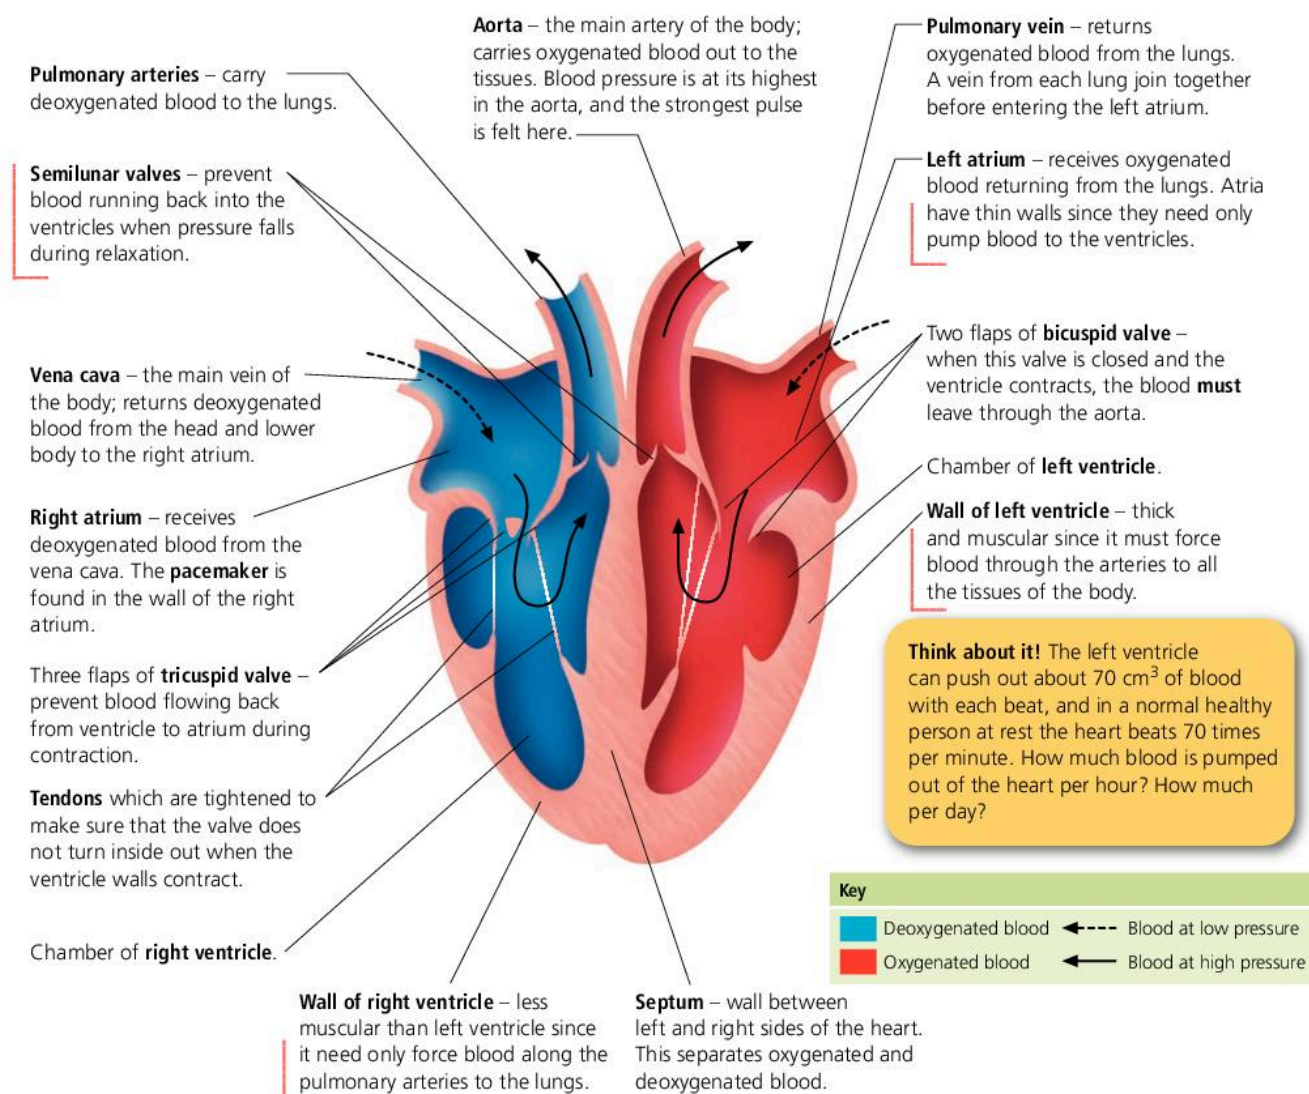 Pulmonary arteries – carry
deoxygenated blood to the lungs.
Semilunar valves – prevent
blood running back into the
ventricles when pressure falls
during relaxation.
Vena cava – the main vein of
the body; returns deoxygenated
blood from the head and lower
body to the right atrium.
Right atrium – receives
deoxygenated blood from the
vena cava. The pacemaker is
found in the wall of the right
atrium.
Three flaps of tricuspid valve –
prevent blood flowing back
from ventricle to atrium during
contraction.
Tendons which are tightened to
make sure that the valve does
not turn inside out when the
ventricle walls contract.
Chamber of right ventricle.
Aorta – the main artery of the body;
carries oxygenated blood out to the
tissues. Blood pressure is at its highest
in the aorta, and the strongest pulse
is felt here.
Pulmonary vein – returns
oxygenated blood from the lungs.
A vein from each lung join together
before entering the left atrium.
Left atrium – receives oxygenated
blood returning from the lungs. Atria
have thin walls since they need only
pump blood to the ventricles.
Two flaps of bicuspid valve –
when this valve is closed and the
ventricle contracts, the blood must
leave through the aorta.
Chamber of left ventricle.
Wall of left ventricle – thick
and muscular since it must force
blood through the arteries to all
the tissues of the body.
Think about it! The left ventricle
can push out about 70 cm³ of blood
with each beat, and in a normal healthy
person at rest the heart beats 70 times
per minute. How much blood is pumped
out of the heart per hour? How much
per day?
Key
Deoxygenated blood Blood at low pressure
Oxygenated blood Blood at high pressure
Wall of right ventricle – less
muscular than left ventricle since
it need only force blood along the
pulmonary arteries to the lungs.
Septum – wall between
left and right sides of the heart.
This separates oxygenated and
deoxygenated blood.